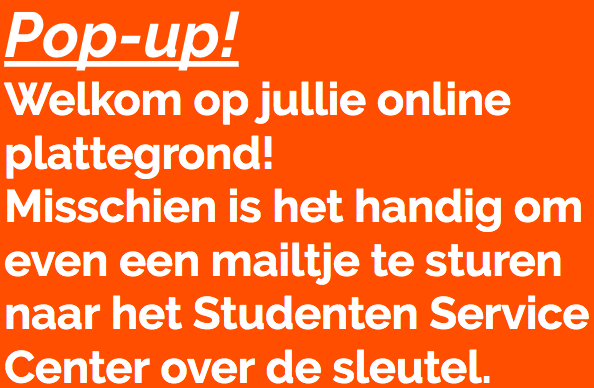 Pop-up!
Welkom op jullie online
plattegrond!
Misschien is het handig om
even een mailtje te sturen
naar het Studenten Service
Center over de sleutel.